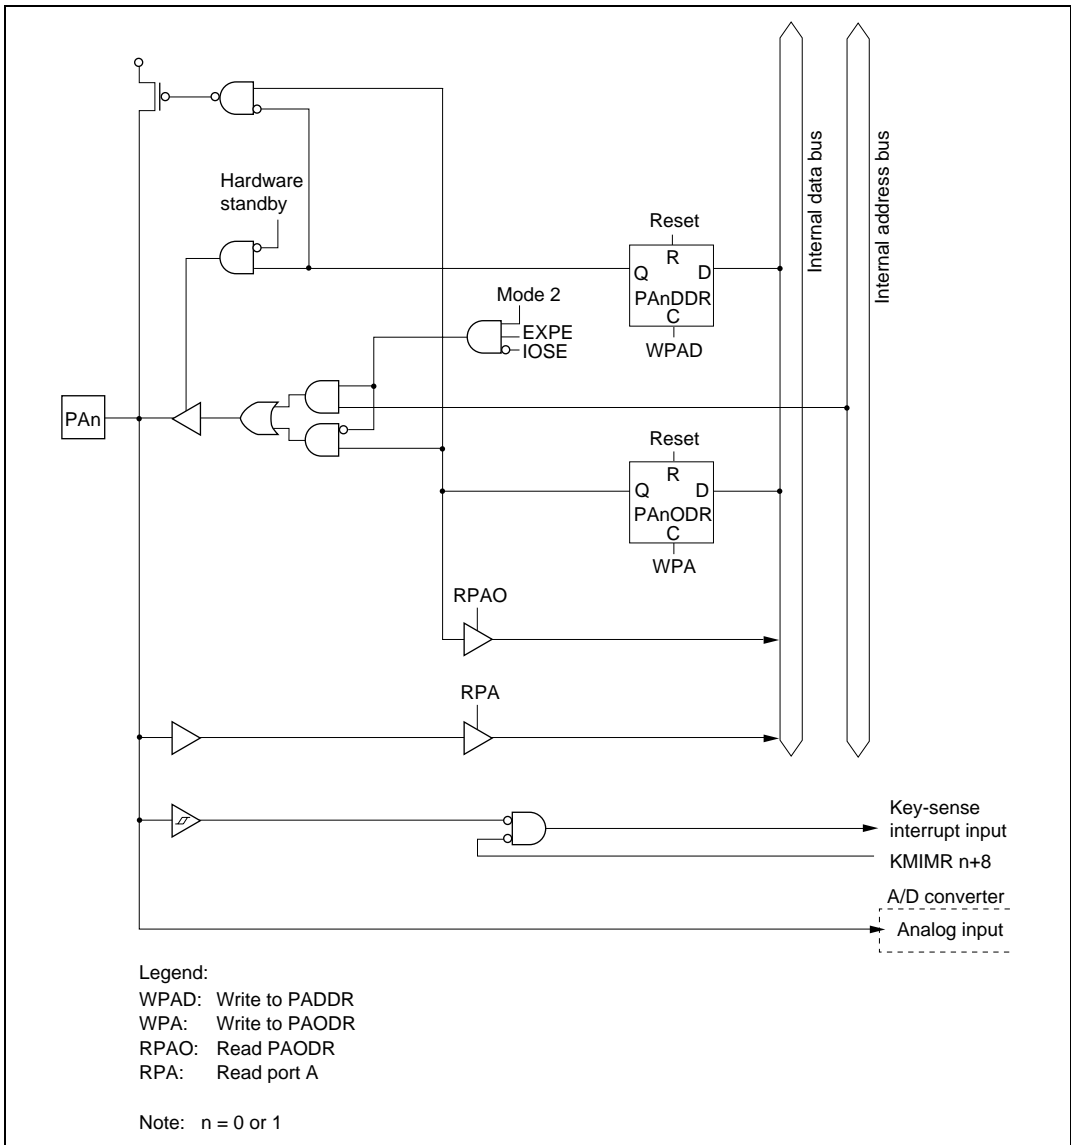 Hardware
standby
Reset
R
Q D
PAnDDR
C
WPAD
Internal data bus
Internal address bus
Mode 2
EXPE
IOSE
PAn
Reset
R
Q D
PAnODR
C
WPA
RPAO
RPA
Key-sense
interrupt input
KMIMR n+8
A/D converter
Analog input
Legend:
WPAD: Write to PADDR
WPA: Write to PAODR
RPAO: Read PAODR
RPA: Read port A
Note: n = 0 or 1